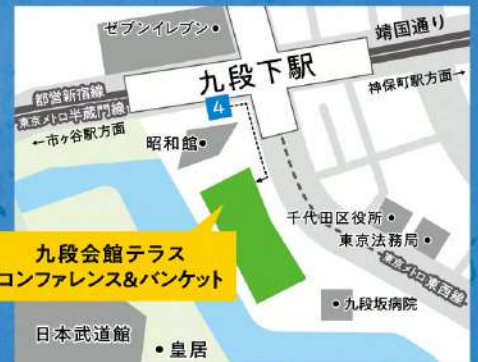 ゼブンイレブン
靖国通り
九段下駅
神保町駅方面→
都営新宿線
東京メトロ半蔵門線
←市ヶ谷駅方面
4
昭和館
千代田区役所
東京法務局
東京メトロ東西線
九段会館テラス
コンファレンス&バンケット
九段坂病院
日本武道館
皇居